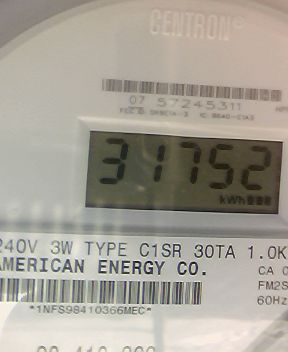 CENTRON®
07 57245311
31752
kWh
240V 3W TYPE C1SR 30TA 1.0K
AMERICAN ENERGY CO.
CA 0
FM2S
60Hz
*1NFS98410366MEC*